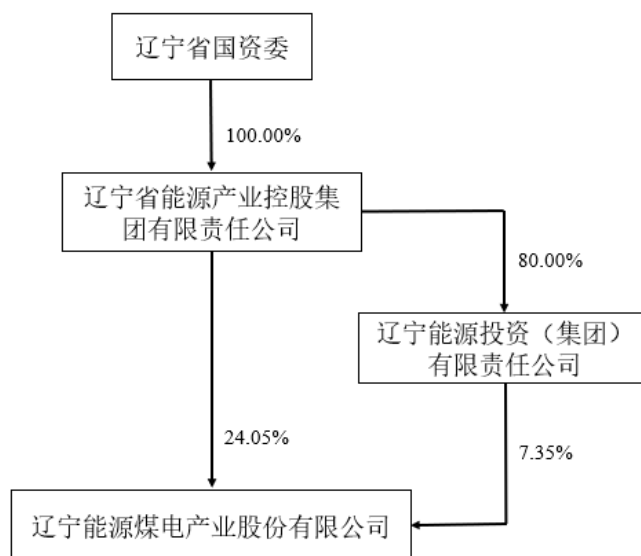 辽宁省国资委
100.00%
辽宁省能源产业控股集
团有限责任公司
80.00%
辽宁能源投资（集团）
有限责任公司
24.05%
7.35%
辽宁能源煤电产业股份有限公司